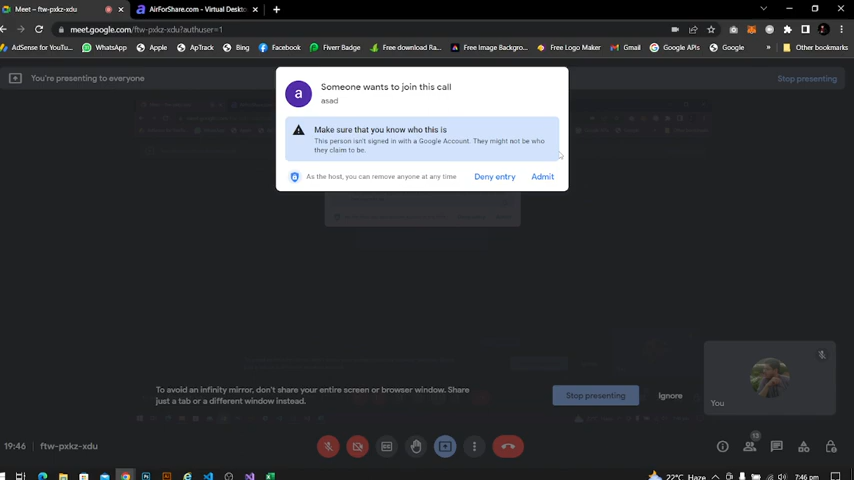 Meet – ftw-pxkz-xdu
AirForShare.com - Virtual Deskto
meet.google.com/ftw-pxkz-xdu?authuser=1
AdSense for YouTu...
WhatsApp
Apple
ApTrack
Bing
Facebook
Fiverr Badge
Free download Ra...
Free Image Backgro...
Free Logo Maker
Gmail
Google APIs
Google
»
Other bookmarks
You're presenting to everyone
Stop presenting
a
Someone wants to join this call
asad
Make sure that you know who this is
This person isn't signed in with a Google Account. They might not be who
they claim to be.
As the host, you can remove anyone at any time
Deny entry
Admit
To avoid an infinity mirror, don't share your entire screen or browser window. Share
just a tab or a different window instead.
Stop presenting
Ignore
You
19:46
ftw-pxkz-xdu
22°C Haze
7:46 pm